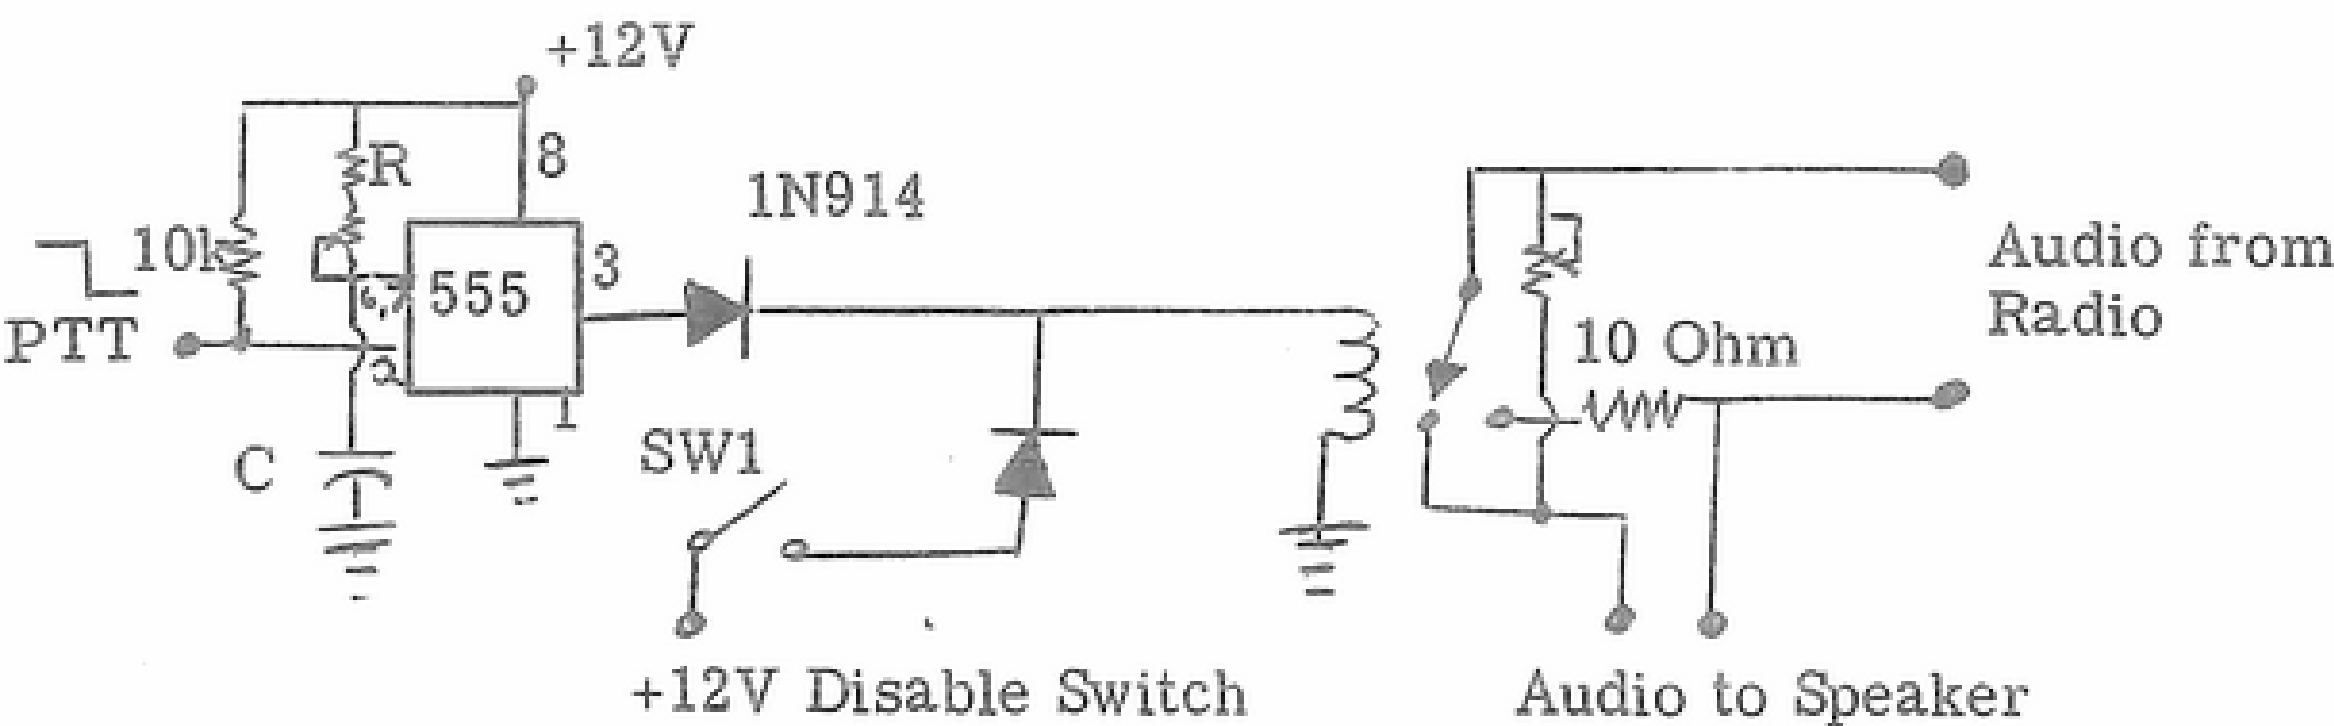 +12V
8
R
1N914
10k
3
555
6,7
PTT
2
1
C
SW1
10 Ohm
Audio from
Radio
+12V Disable Switch
Audio to Speaker